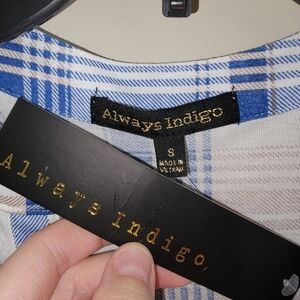 Always Indigo
S
MADE IN
VIETNAM
Always Indigo,